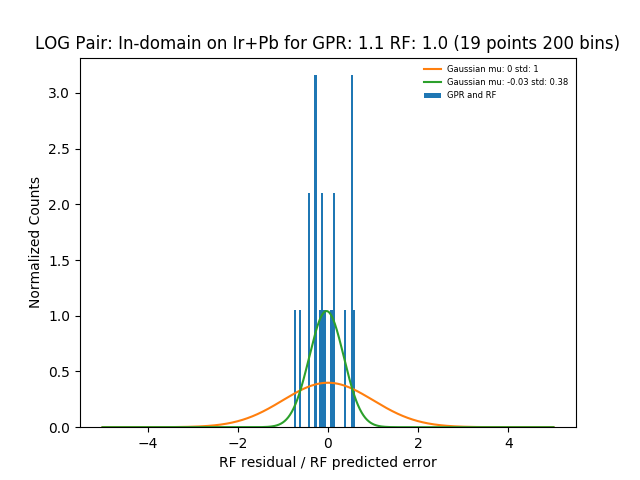 LOG Pair: In-domain on Ir+Pb for GPR: 1.1 RF: 1.0 (19 points 200 bins)
Gaussian mu: 0 std: 1
Gaussian mu: -0.03 std: 0.38
GPR and RF
Normalized Counts
3.0
2.5
2.0
1.5
1.0
0.5
0.0
−4
−2
0
2
4
RF residual / RF predicted error